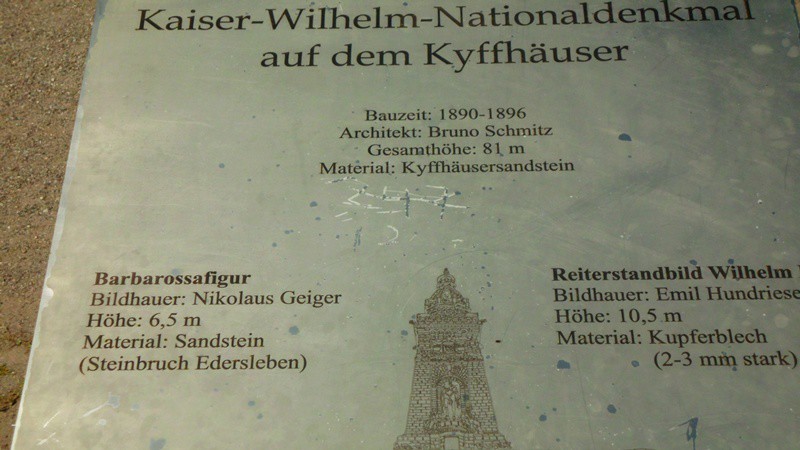 Kaiser-Wilhelm-Nationaldenkmal
auf dem Kyffhäuser
Bauzeit: 1890-1896
Architekt: Bruno Schmitz
Gesamthöhe: 81 m
Material: Kyffhäusersandstein
Barbarossafigur
Bildhauer: Nikolaus Geiger
Höhe: 6,5 m
Material: Sandstein
(Steinbruch Edersleben)
Reiterstandbild Wilhelm
Bildhauer: Emil Hundriese
Höhe: 10,5 m
Material: Kupferblech
(2-3 mm stark)